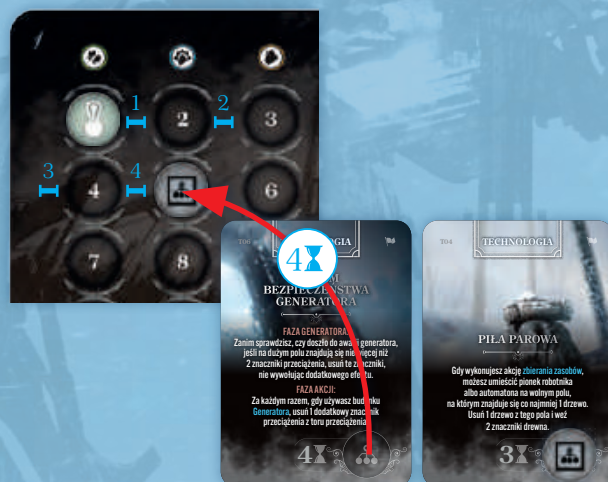 1
2
2
3
3
4
4
6
7
8
4
T06
GIA
BEZPIECZEŃSTWA
GENERATORA
FAZA GENERATORA:
Zanim sprawdzisz, czy doszło do awarii generatora,
jeśli na dużym polu znajdują się nie więcej niż
2 znaczniki przeciążenia, usuń te znaczniki,
nie wywołując dodatkowego efektu.
FAZA AKCJI:
Za każdym razem, gdy używasz budynku
Generatora, usuń 1 dodatkowy znacznik
przeciążenia z toru przeciążenia.
4
T04
TECHNOLOGIA
PIŁA PAROWA
Gdy wykonujesz akcję zbierania zasobów,
możesz umieścić pionek robotnika
albo automatona na wolnym polu,
na którym znajduje się co najmniej 1 drzewo.
Usuń 1 drzewo z tego pola i weź
2 znaczniki drewna.
3